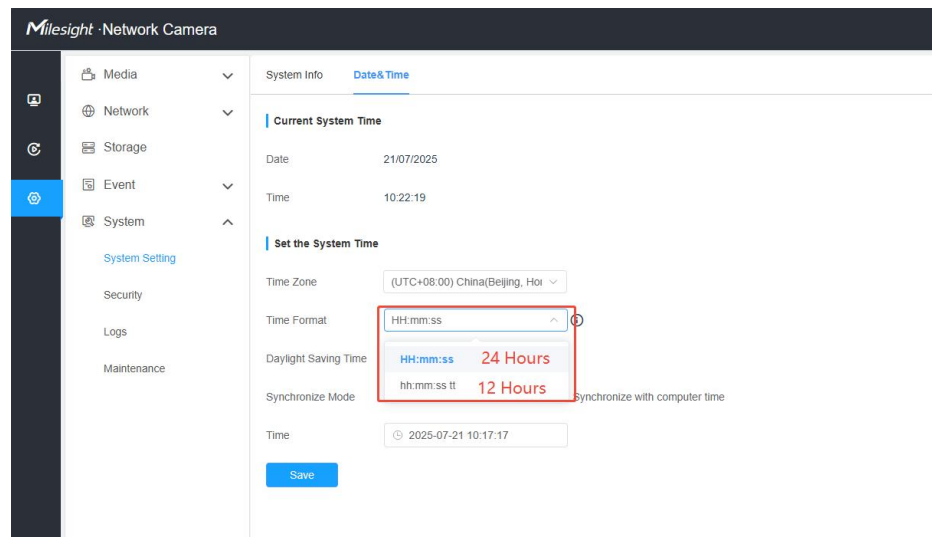 Milesight ·Network Camera
Media
Network
Storage
Event
System
System Setting
Security
Logs
Maintenance
System Info Date&Time
Current System Time
Date 21/07/2025
Time 10:22:19
Set the System Time
Time Zone (UTC+08:00) China(Beijing, Hor
Time Format HH:mm:ss
Daylight Saving Time HH:mm:ss 24 Hours
hh:mm:ss tt 12 Hours
Synchronize Mode Synchronize with computer time
Time 2025-07-21 10:17:17
Save